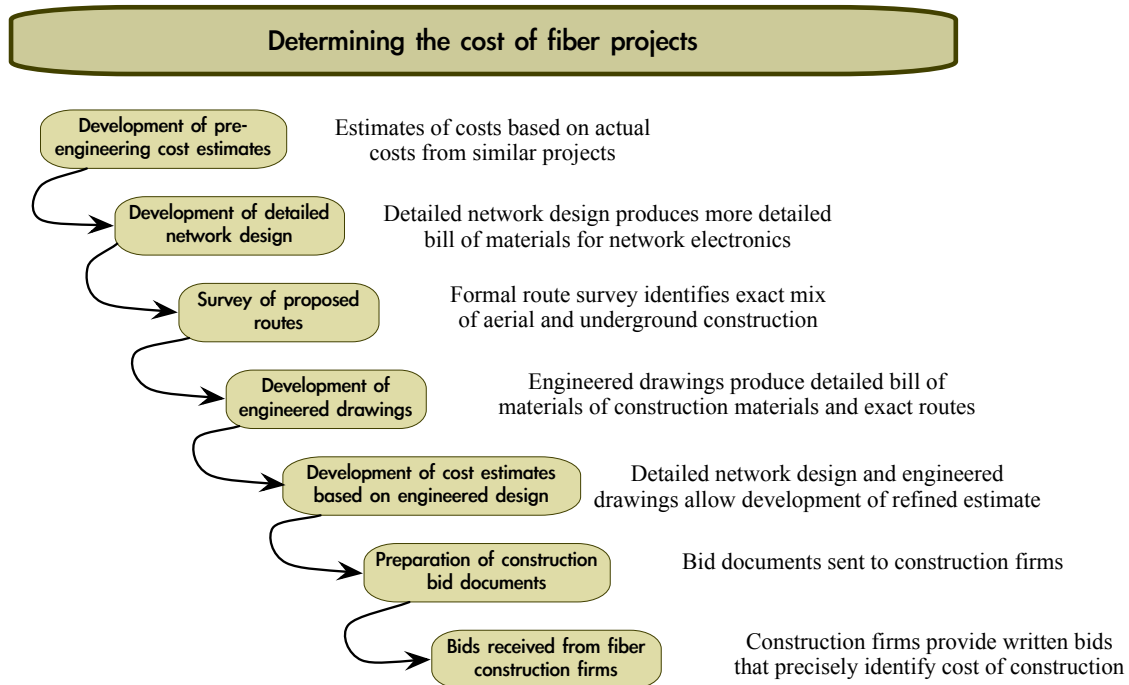 Determining the cost of fiber projects
Development of pre-
engineering cost estimates
Estimates of costs based on actual
costs from similar projects
Development of detailed
network design
Detailed network design produces more detailed
bill of materials for network electronics
Survey of proposed
routes
Formal route survey identifies exact mix
of aerial and underground construction
Development of
engineered drawings
Engineered drawings produce detailed bill of
materials of construction materials and exact routes
Development of cost estimates
based on engineered design
Detailed network design and engineered
drawings allow development of refined estimate
Preparation of construction
bid documents
Bid documents sent to construction firms
Bids received from fiber
construction firms
Construction firms provide written bids
that precisely identify cost of construction